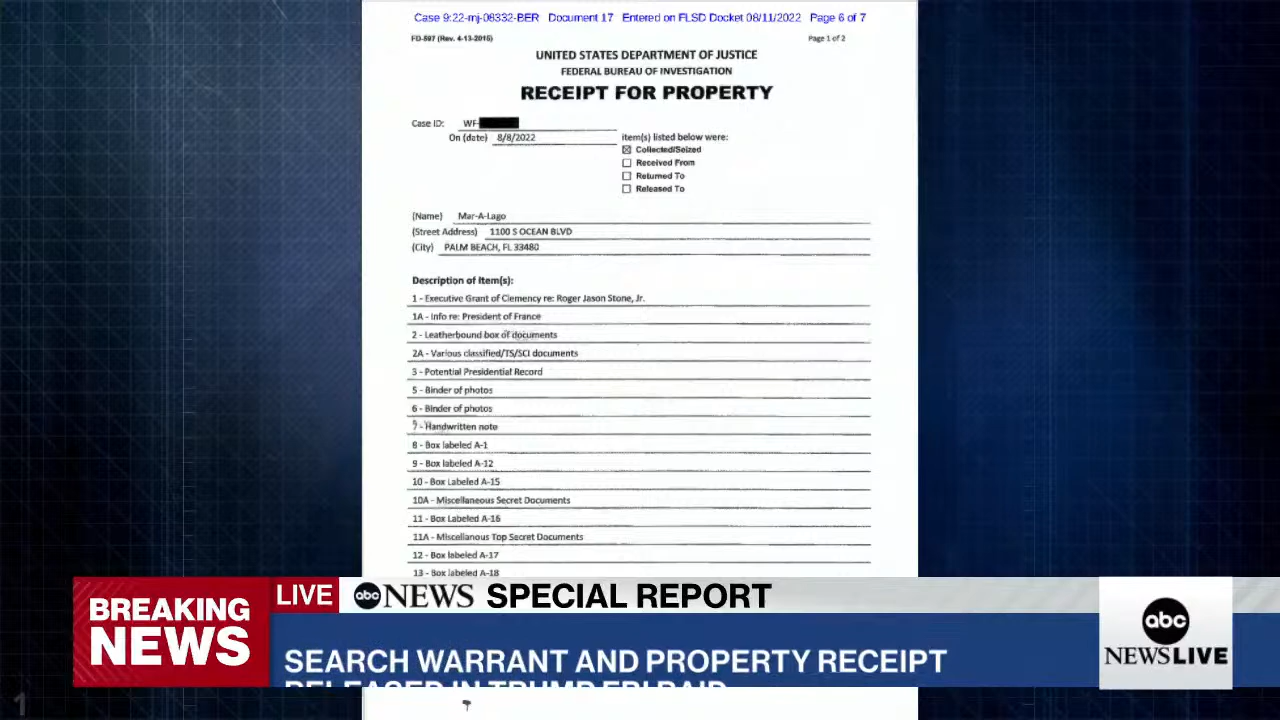 Case 9:22-mj-08332-BER Document 17 Entered on FLSD Docket 08/11/2022 Page 6 of 7
FD-597 (Rev. 4-13-2015) Page 1 of 2
UNITED STATES DEPARTMENT OF JUSTICE
FEDERAL BUREAU OF INVESTIGATION
RECEIPT FOR PROPERTY
Case ID: WF-
On (date) 8/8/2022 item(s) listed below were:
Collected/Seized
Received From
Returned To
Released To
(Name) Mar-A-Lago
(Street Address) 1100 S OCEAN BLVD
(City) PALM BEACH, FL 33480
Description of Item(s):
1 - Executive Grant of Clemency re: Roger Jason Stone, Jr.
1A - Info re: President of France
2 - Leatherbound box of documents
2A - Various classified/TS/SCI documents
3 - Potential Presidential Record
5 - Binder of photos
6 - Binder of photos
7 - Handwritten note
8 - Box labeled A-1
9 - Box labeled A-12
10 - Box Labeled A-15
10A - Miscellaneous Secret Documents
11 - Box Labeled A-16
11A - Miscellanous Top Secret Documents
12 - Box labeled A-17
13 - Box labeled A-18
BREAKING NEWS
LIVE abc NEWS SPECIAL REPORT
SEARCH WARRANT AND PROPERTY RECEIPT
RELEASED IN TRUMP FBI RAID
abc
NEWS LIVE
1